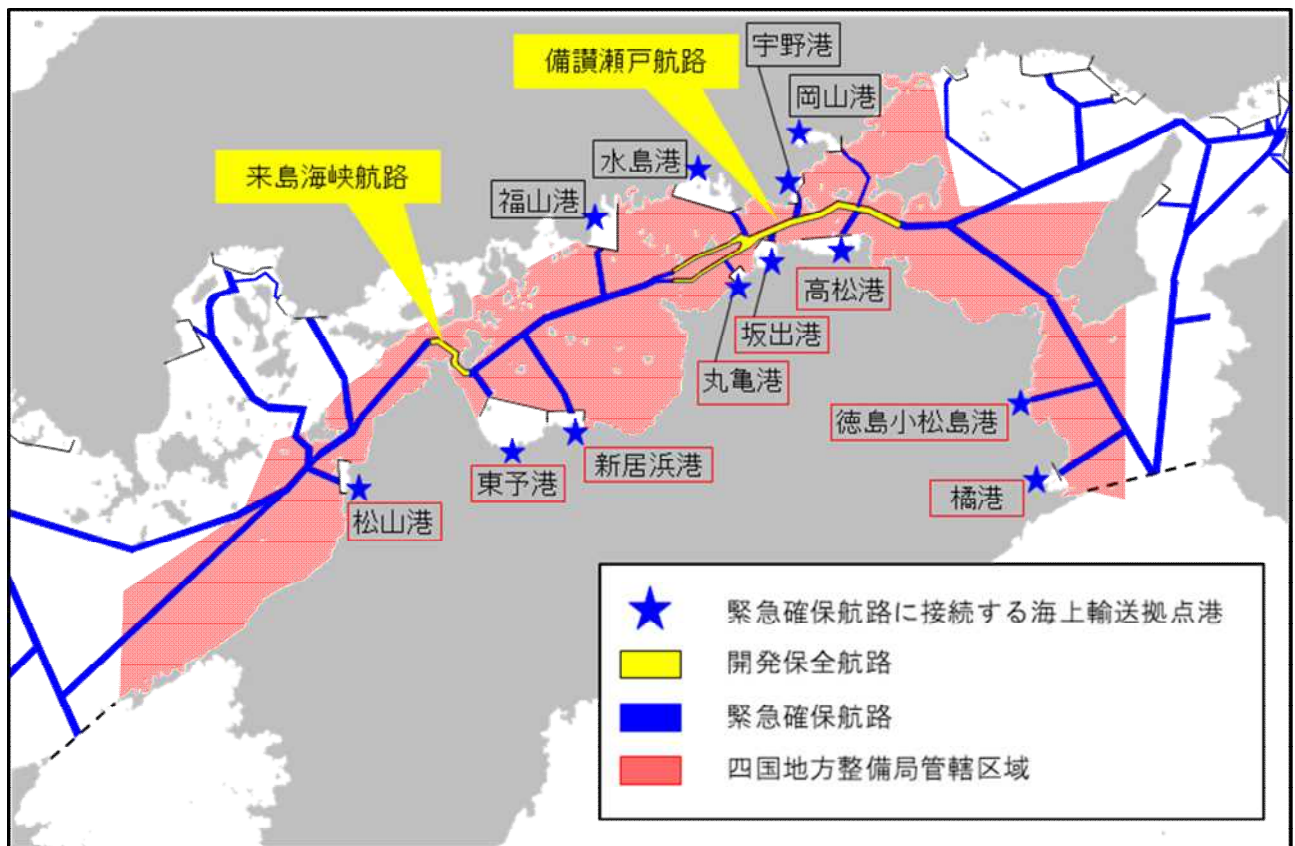 宇野港
備讃瀬戸航路
岡山港
水島港
来島海峡航路
福山港
高松港
坂出港
丸亀港
徳島小松島港
新居浜港
東予港
橘港
松山港
緊急確保航路に接続する海上輸送拠点港
開発保全航路
緊急確保航路
四国地方整備局管轄区域